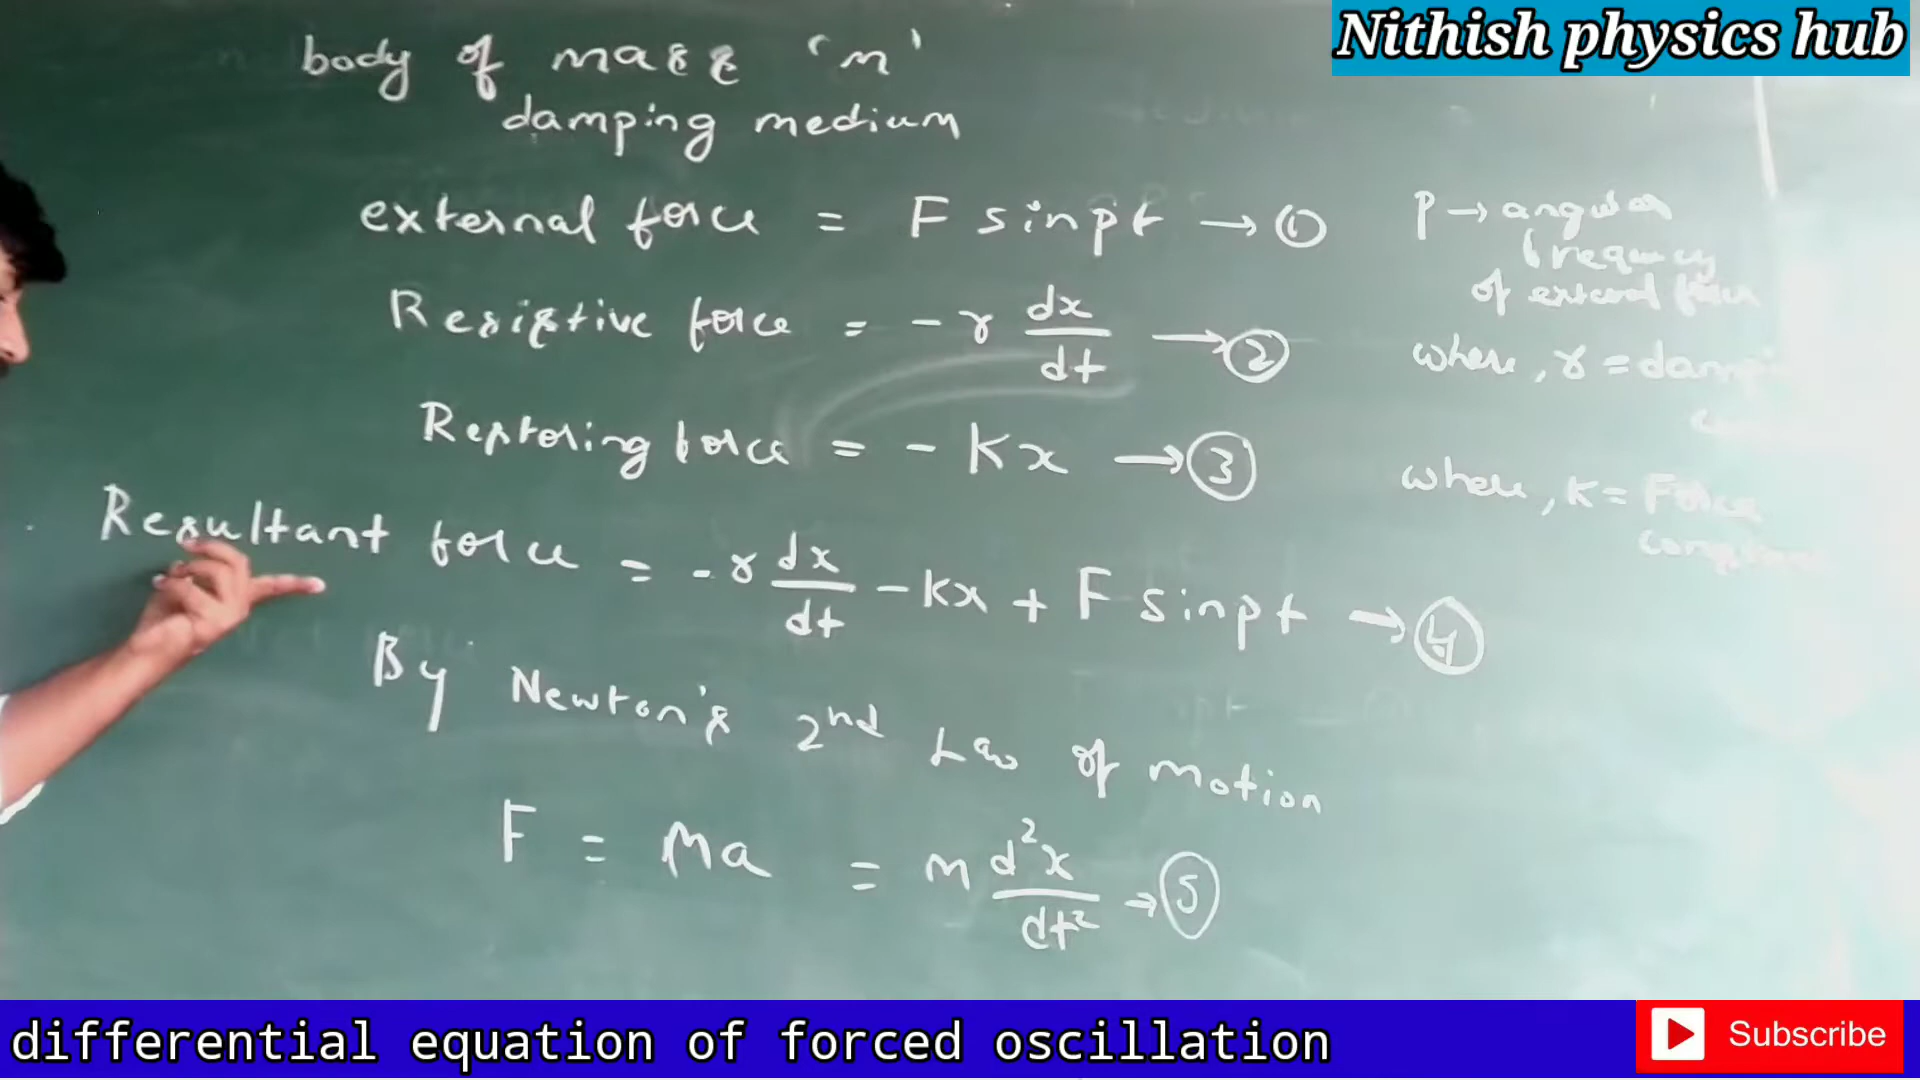 Nithish physics hub
body of mass 'm'
damping medium
external force = F sinpt → ①
p → angular
frequency
of external force
Resistive force = - r dx/dt → ②
where, r = damping
Restoring force = - Kx → ③
where, K = Force
constant
Resultant force = - r dx/dt - Kx + F sinpt → ④
By Newton's 2nd Law of motion
F = Ma = m d²x/dt² → ⑤
differential equation of forced oscillation
Subscribe